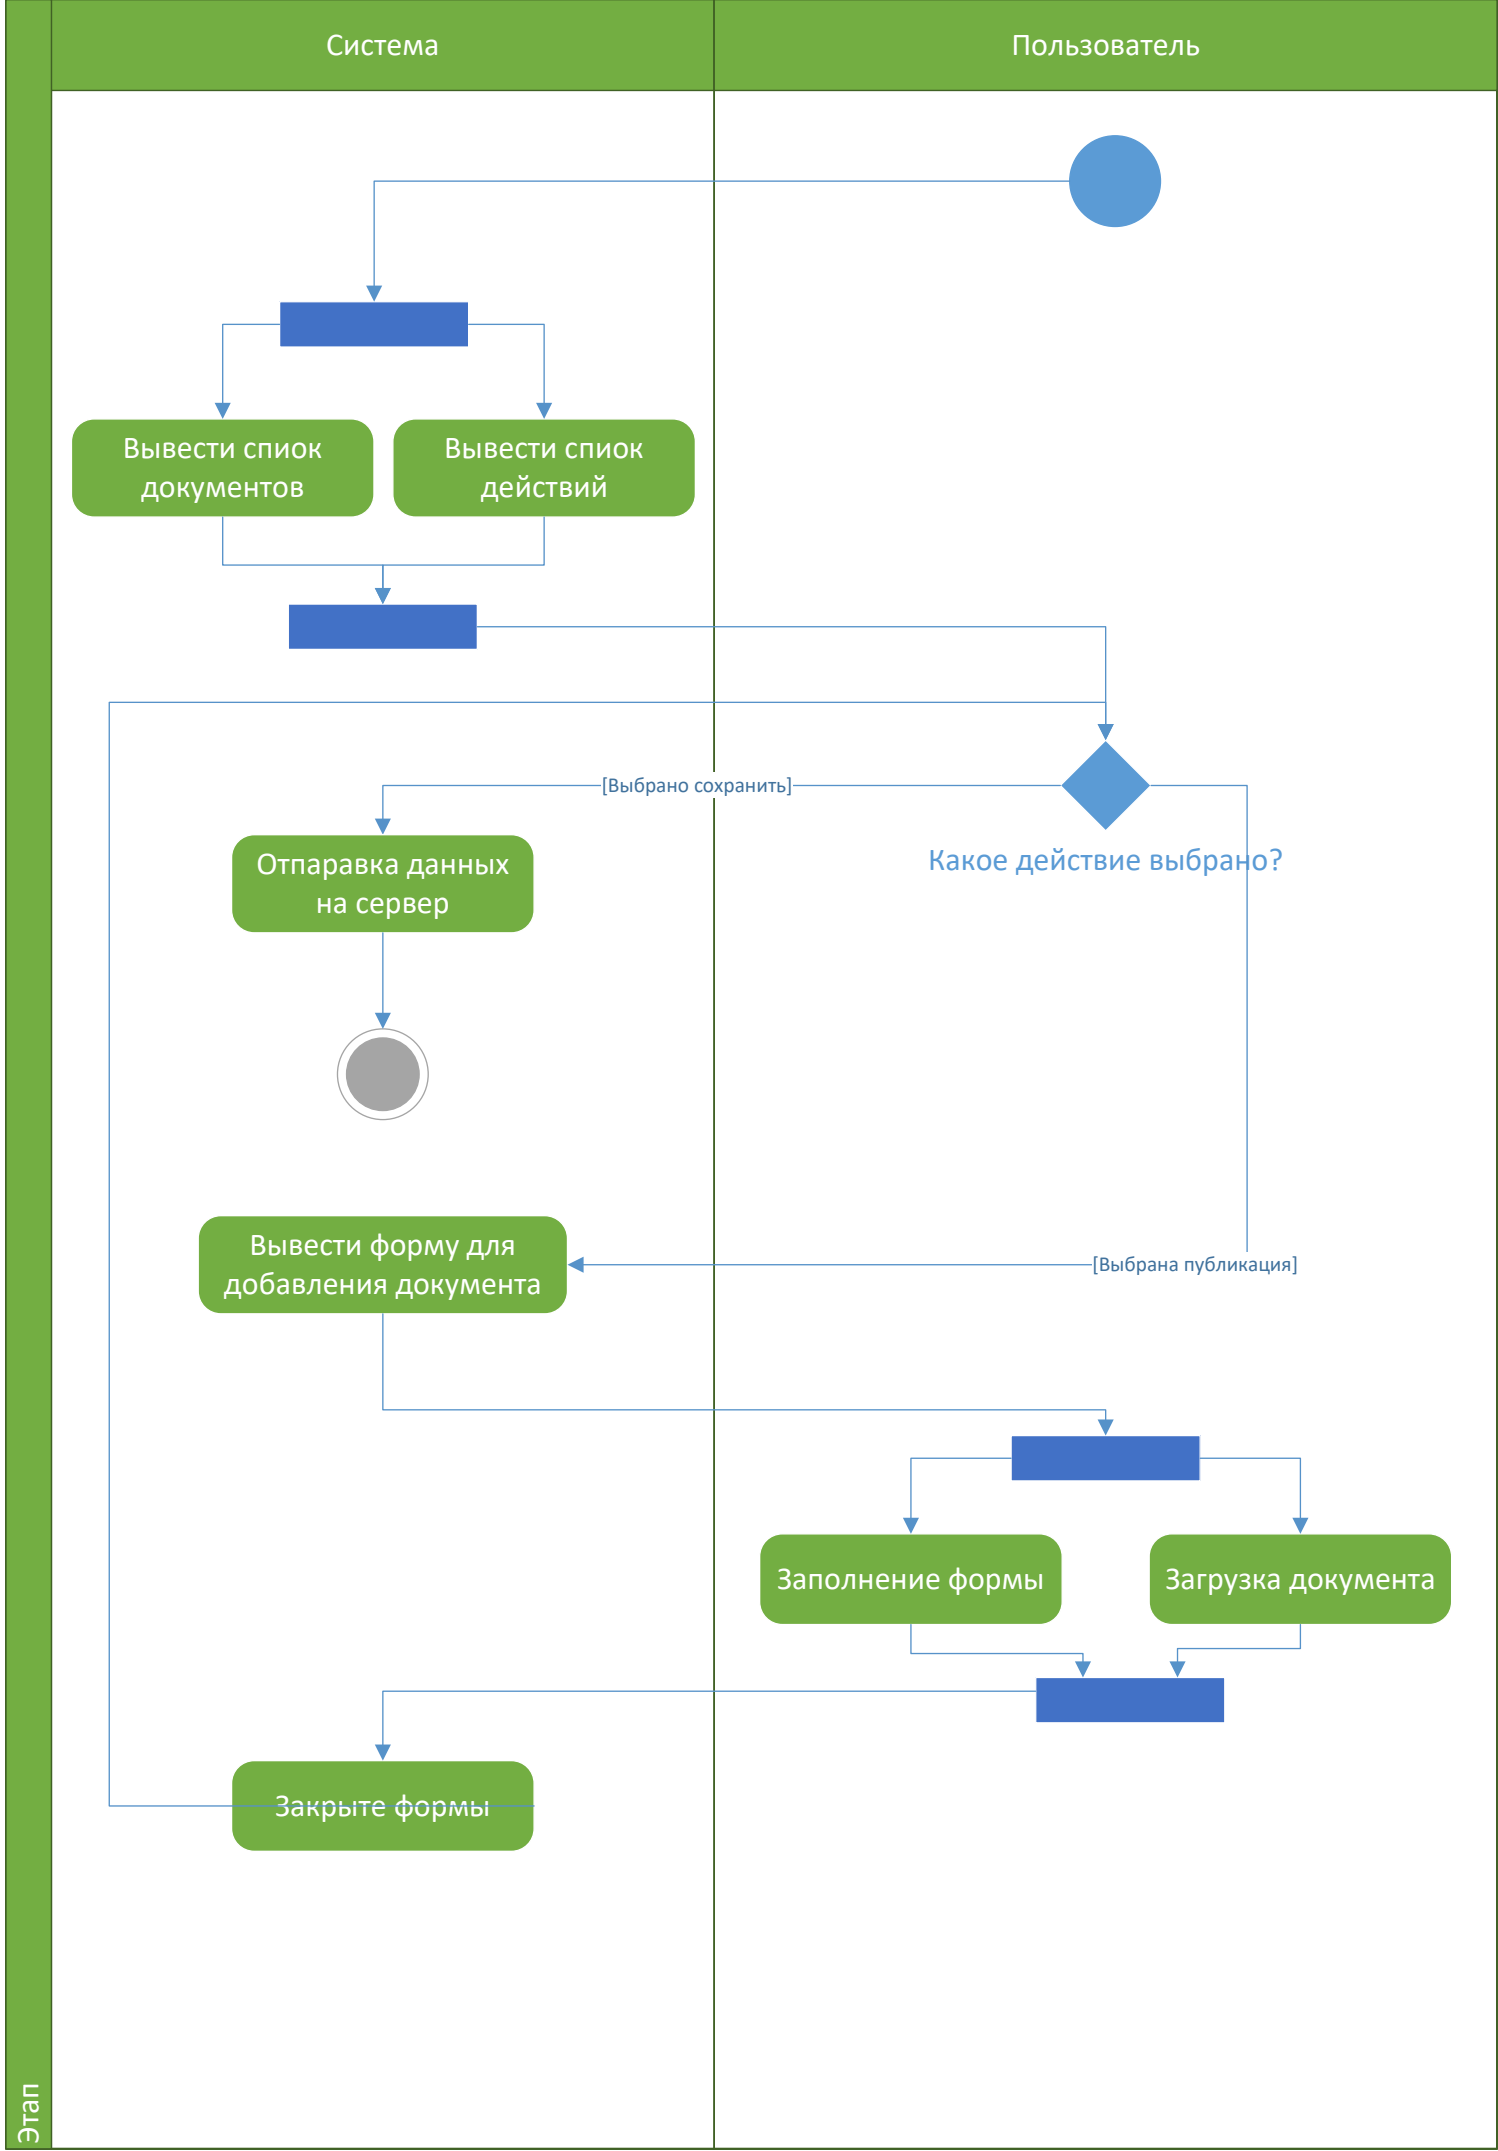 Система
Пользователь
Вывести спиок
документов
Вывести спиок
действий
[Выбрано сохранить]
Какое действие выбрано?
Отпаравка данных
на сервер
Вывести форму для
добавления документа
[Выбрана публикация]
Заполнение формы
Загрузка документа
Закрыте формы
Этап